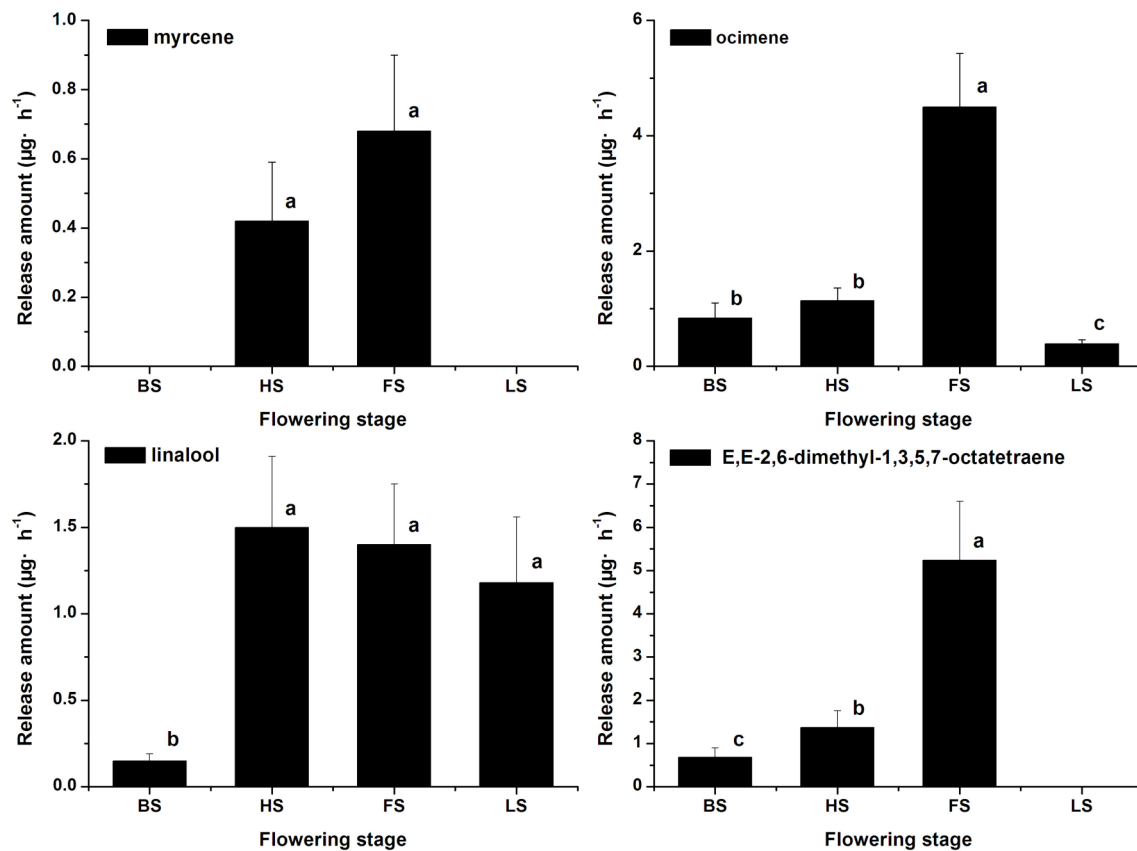 myrcene
Release amount (µg· h⁻¹)
1.0
0.8
0.6
0.4
0.2
0.0
a
a
BS HS FS LS
Flowering stage
ocimene
Release amount (µg· h⁻¹)
6
4
2
0
b
b
a
c
BS HS FS LS
Flowering stage
linalool
Release amount (µg· h⁻¹)
2.0
1.5
1.0
0.5
0.0
b
a
a
a
BS HS FS LS
Flowering stage
E,E-2,6-dimethyl-1,3,5,7-octatetraene
Release amount (µg· h⁻¹)
8
7
6
5
4
3
2
1
0
c
b
a
BS HS FS LS
Flowering stage